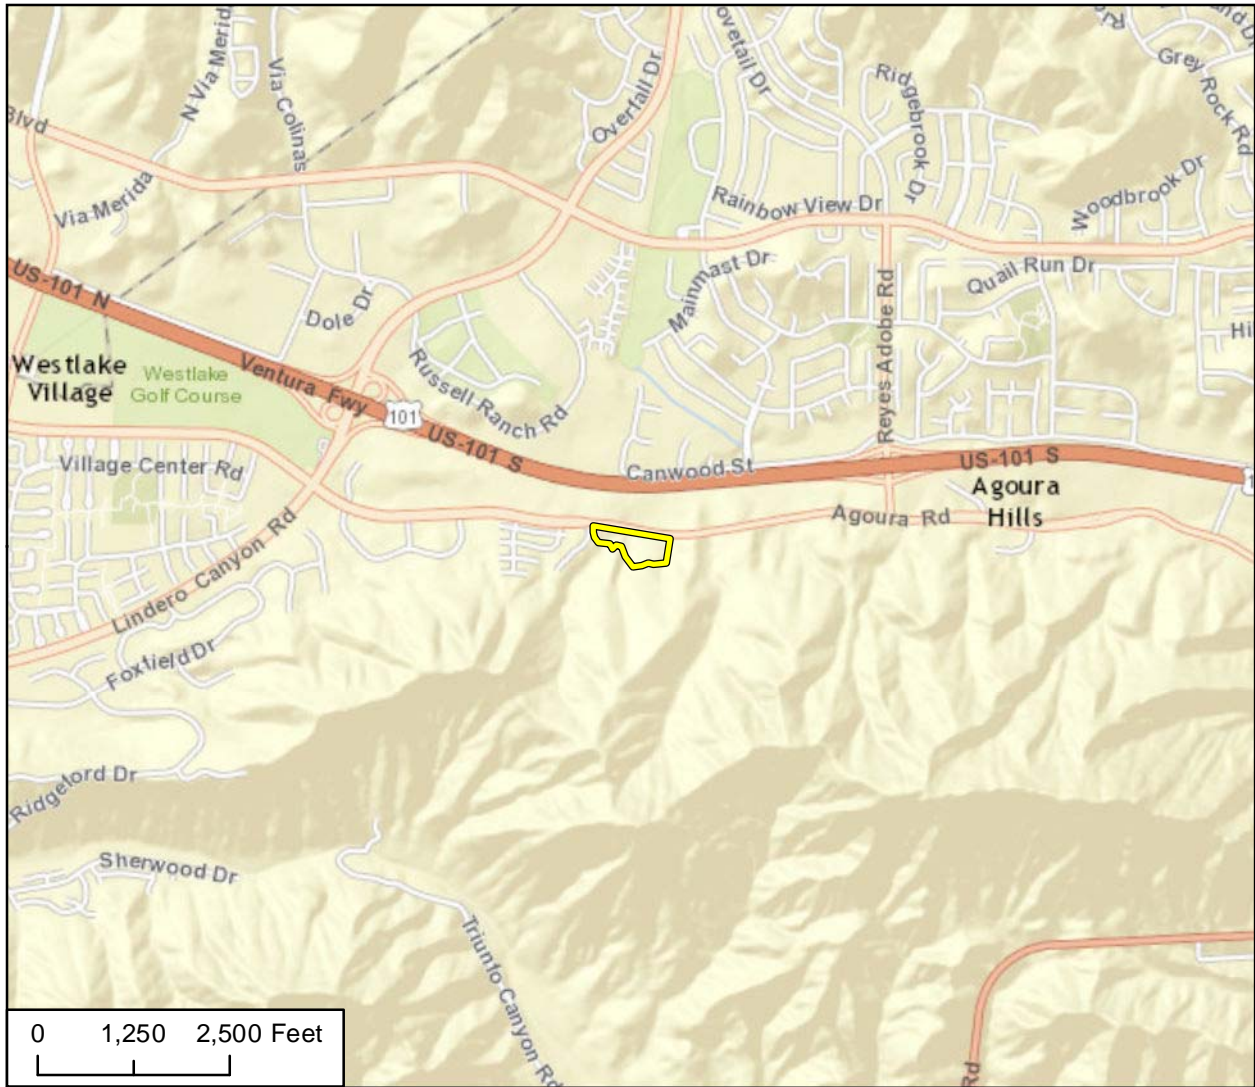 Blvd
N Via Merida
Via Colinas
Overfall Dr
Ridgebrook Dr
Grey Rock Rd
Via Merida
Rainbow View Dr
Woodbrook Dr
US-101 N
Dole Dr
Mainmast Dr
Reyes Adobe Rd
Quail Run Dr
Hi
Westlake
Village
Westlake
Golf Course
Ventura Fwy
101
Russell Ranch Rd
US-101 S
Canwood St
US-101 S
Village Center Rd
Agoura
Hills
Agoura Rd
Lindero Canyon Rd
Foxfield Dr
Ridgeford Dr
Sherwood Dr
Triunfo Canyon Rd
Rd
0 1,250 2,500 Feet